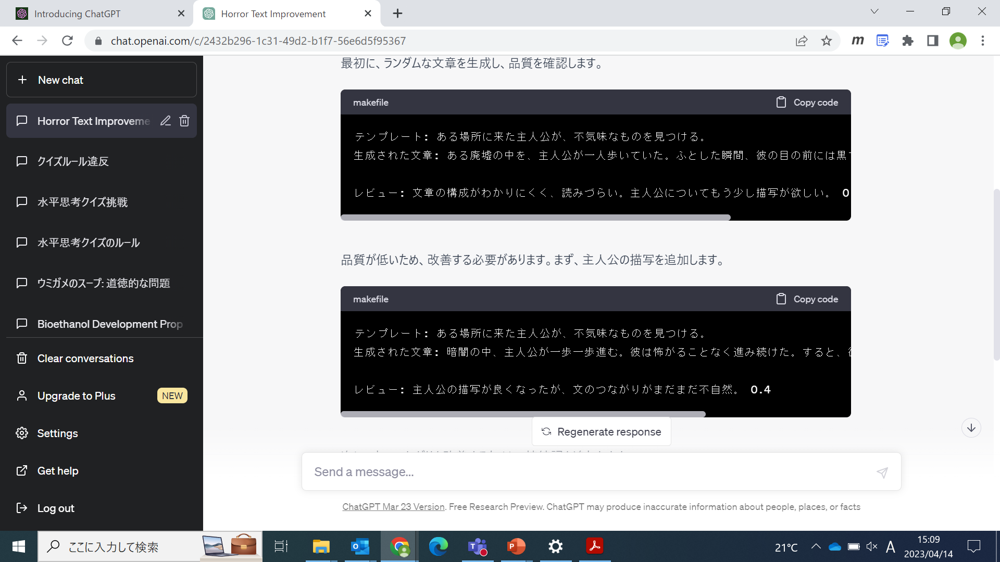 Introducing ChatGPT
Horror Text Improvement
chat.openai.com/c/2432b296-1c31-49d2-b1f7-56e6d5f95367
m
New chat
Horror Text Improveme
クイズルール違反
水平思考クイズ挑戦
水平思考クイズのルール
ウミガメのスープ: 道徳的な問題
Bioethanol Development Prop
Clear conversations
Upgrade to Plus
NEW
Settings
Get help
Log out
最初に、ランダムな文章を生成し、品質を確認します。
makefile
Copy code
テンプレート: ある場所に来た主人公が、不気味なものを見つける。
生成された文章: ある廃墟の中を、主人公が一人歩いていた。ふとした瞬間、彼の目の前には黒
レビュー: 文章の構成がわかりにくく、読みづらい。主人公についてもう少し描写が欲しい。 0
品質が低いため、改善する必要があります。まず、主人公の描写を追加します。
makefile
Copy code
テンプレート: ある場所に来た主人公が、不気味なものを見つける。
生成された文章: 暗闇の中、主人公が一歩一歩進む。彼は怖がることなく進み続けた。すると、
レビュー: 主人公の描写が良くなったが、文のつながりがまだまだ不自然。 0.4
Regenerate response
Send a message...
ChatGPT Mar 23 Version. Free Research Preview. ChatGPT may produce inaccurate information about people, places, or facts
ここに入力して検索
21°C
A
15:09
2023/04/14